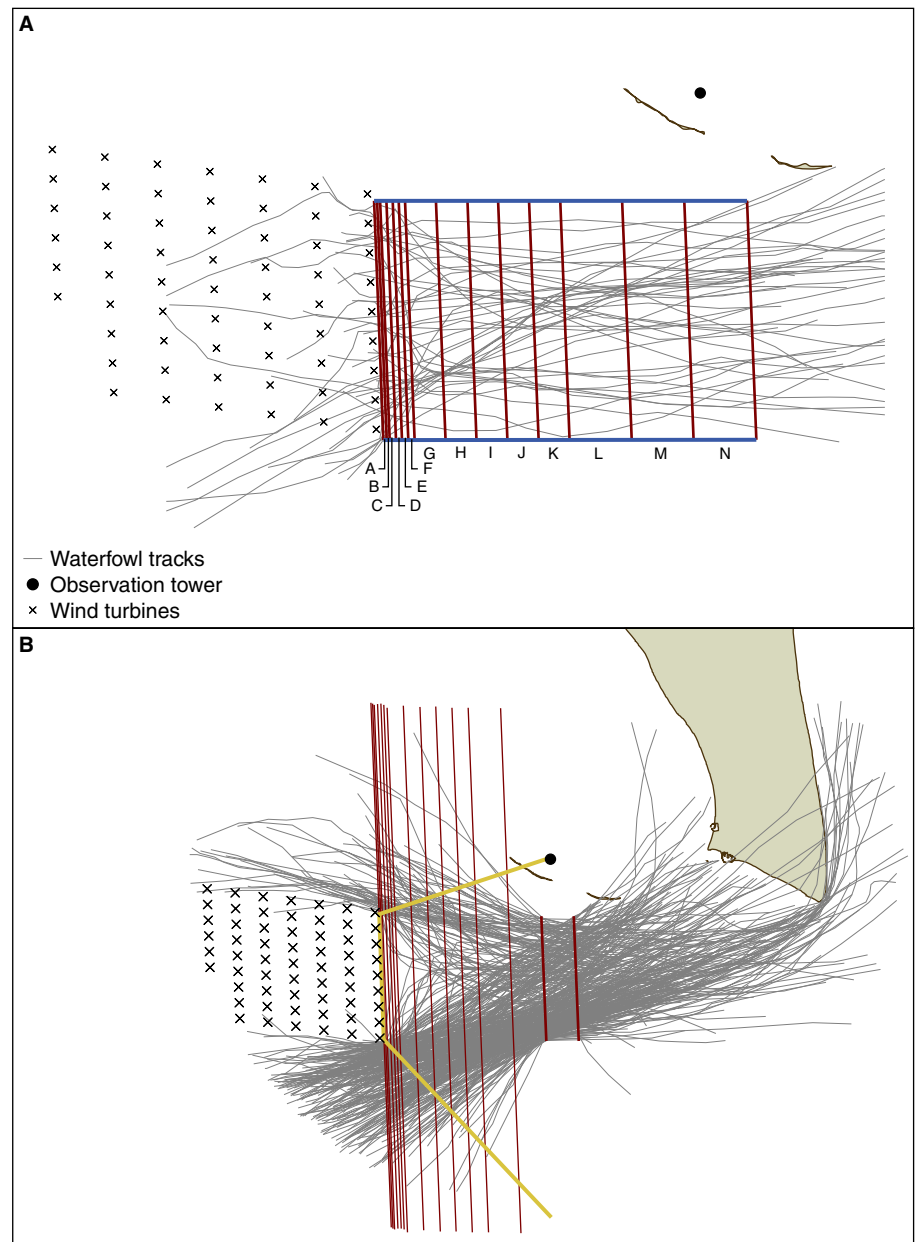 A
G H I J K L M N
A F
B E
C D
Waterfowl tracks
Observation tower
Wind turbines
B